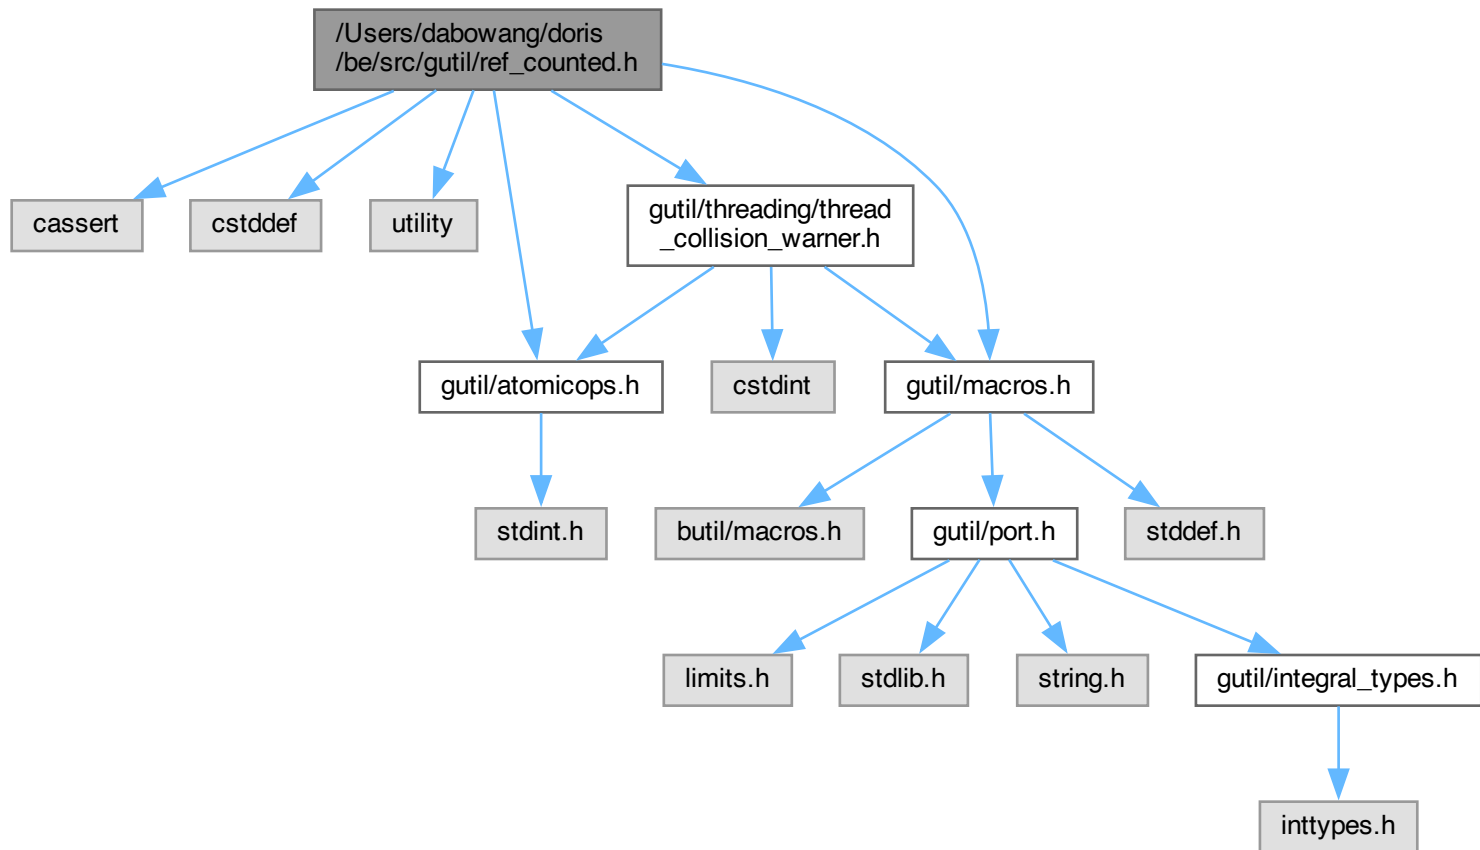 /Users/dabowang/doris
/be/src/gutil/ref_counted.h
cassert
cstddef
utility
gutil/threading/thread
_collision_warner.h
gutil/atomicops.h
cstdint
gutil/macros.h
stdint.h
butil/macros.h
gutil/port.h
stddef.h
limits.h
stdlib.h
string.h
gutil/integral_types.h
inttypes.h